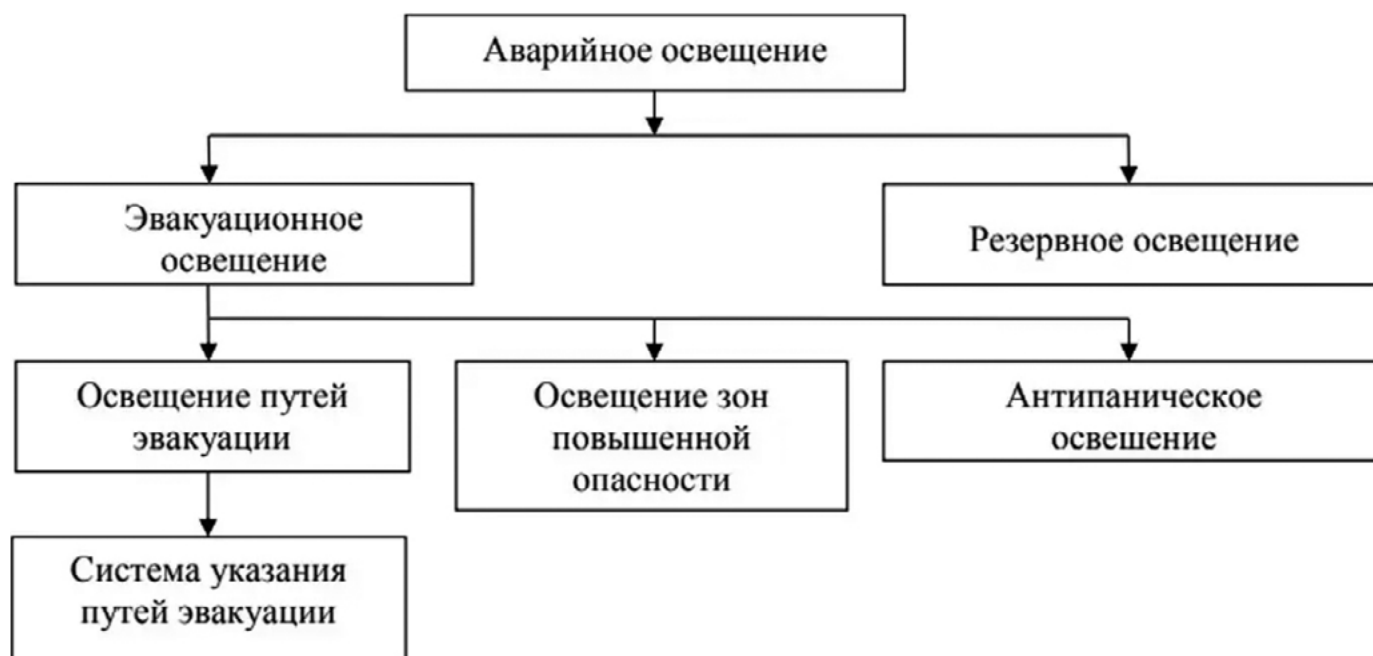 Аварийное освещение
Эвакуационное
освещение
Резервное освещение
Освещение путей
эвакуации
Освещение зон
повышенной
опасности
Антипаническое
освешение
Система указания
путей эвакуации